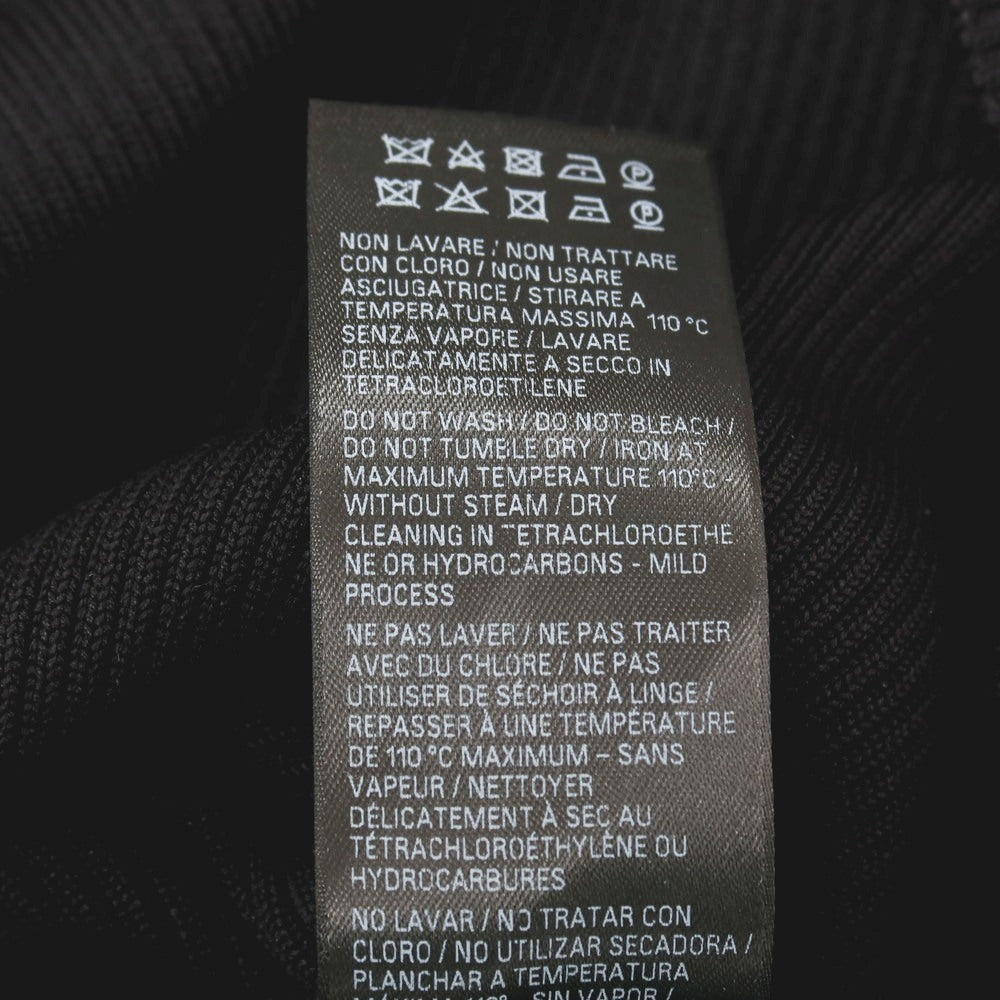 NON LAVARE / NON TRATTARE
CON CLORO / NON USARE
ASCIUGATRICE / STIRARE A
TEMPERATURA MASSIMA 110 °C
SENZA VAPORE / LAVARE
DELICATAMENTE A SECCO IN
TETRACLOROETILENE
DO NOT WASH / DO NOT BLEACH /
DO NOT TUMBLE DRY / IRON AT
MAXIMUM TEMPERATURE 110°C -
WITHOUT STEAM / DRY
CLEANING IN TETRACHLOROETHE
NE OR HYDROCARBONS - MILD
PROCESS
NE PAS LAVER / NE PAS TRAITER
AVEC DU CHLORE / NE PAS
UTILISER DE SÉCHOIR À LINGE /
REPASSER À UNE TEMPÉRATURE
DE 110 °C MAXIMUM – SANS
VAPEUR / NETTOYER
DÉLICATEMENT À SEC AU
TÉTRACHLOROÉTHYLÈNE OU
HYDROCARBURES
NO LAVAR / NO TRATAR CON
CLORO / NO UTILIZAR SECADORA /
PLANCHAR A TEMPERATURA
MÁXIMA 110° - SIN VAPOR /